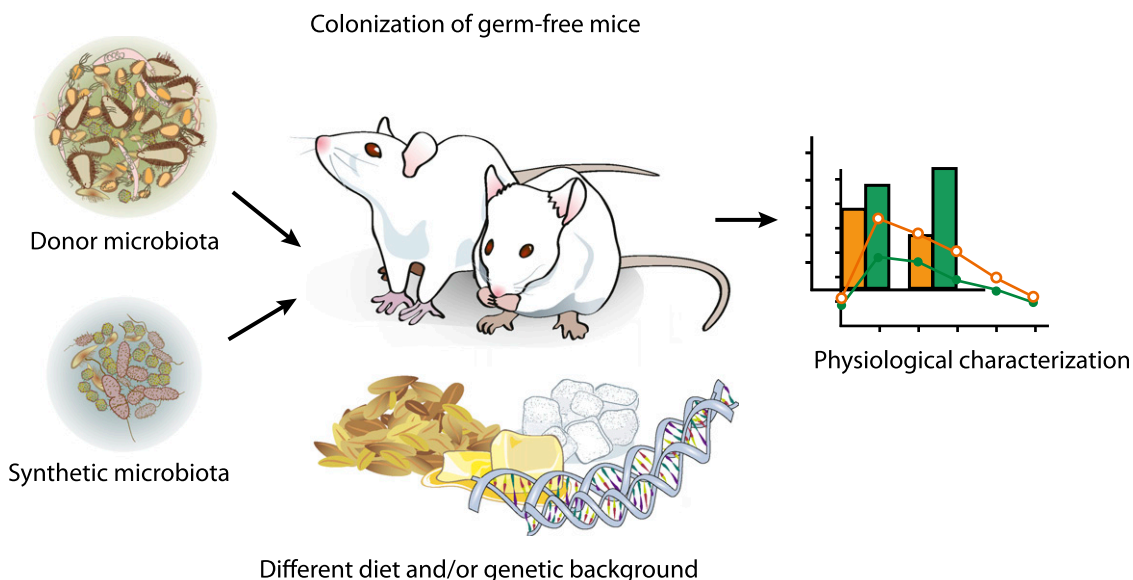 Colonization of germ-free mice
Donor microbiota
Synthetic microbiota
Physiological characterization
Different diet and/or genetic background